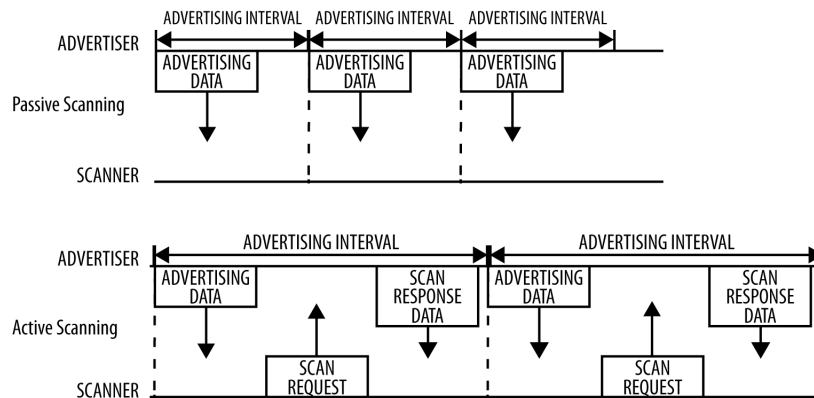 ADVERTISING INTERVAL ADVERTISING INTERVAL ADVERTISING INTERVAL
ADVERTISER
ADVERTISING DATA
ADVERTISING DATA
ADVERTISING DATA
Passive Scanning
SCANNER
ADVERTISING INTERVAL ADVERTISING INTERVAL
ADVERTISER
ADVERTISING DATA
SCAN RESPONSE DATA
ADVERTISING DATA
SCAN RESPONSE DATA
Active Scanning
SCAN REQUEST
SCAN REQUEST
SCANNER